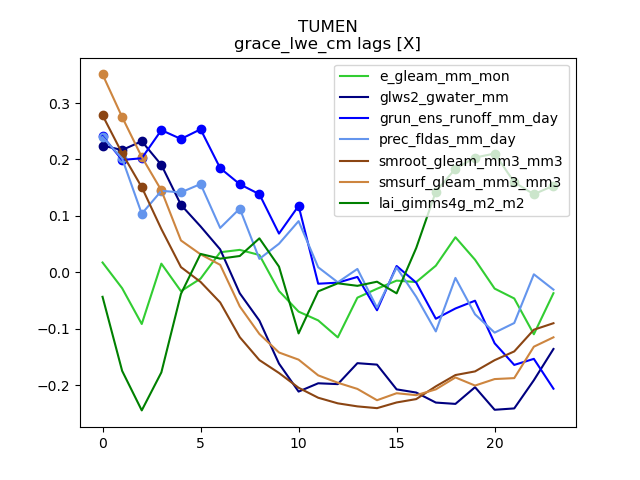 TUMEN
grace_lwe_cm lags [X]
e_gleam_mm_mon
glws2_gwater_mm
grun_ens_runoff_mm_day
prec_fldas_mm_day
smroot_gleam_mm3_mm3
smsurf_gleam_mm3_mm3
lai_gimms4g_m2_m2
0.3
0.2
0.1
0.0
−0.1
−0.2
0
5
10
15
20